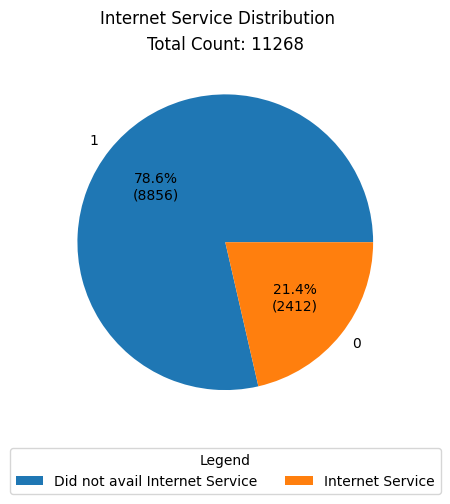 Internet Service Distribution
Total Count: 11268
1
78.6%
(8856)
21.4%
(2412)
0
Legend
Did not avail Internet Service
Internet Service